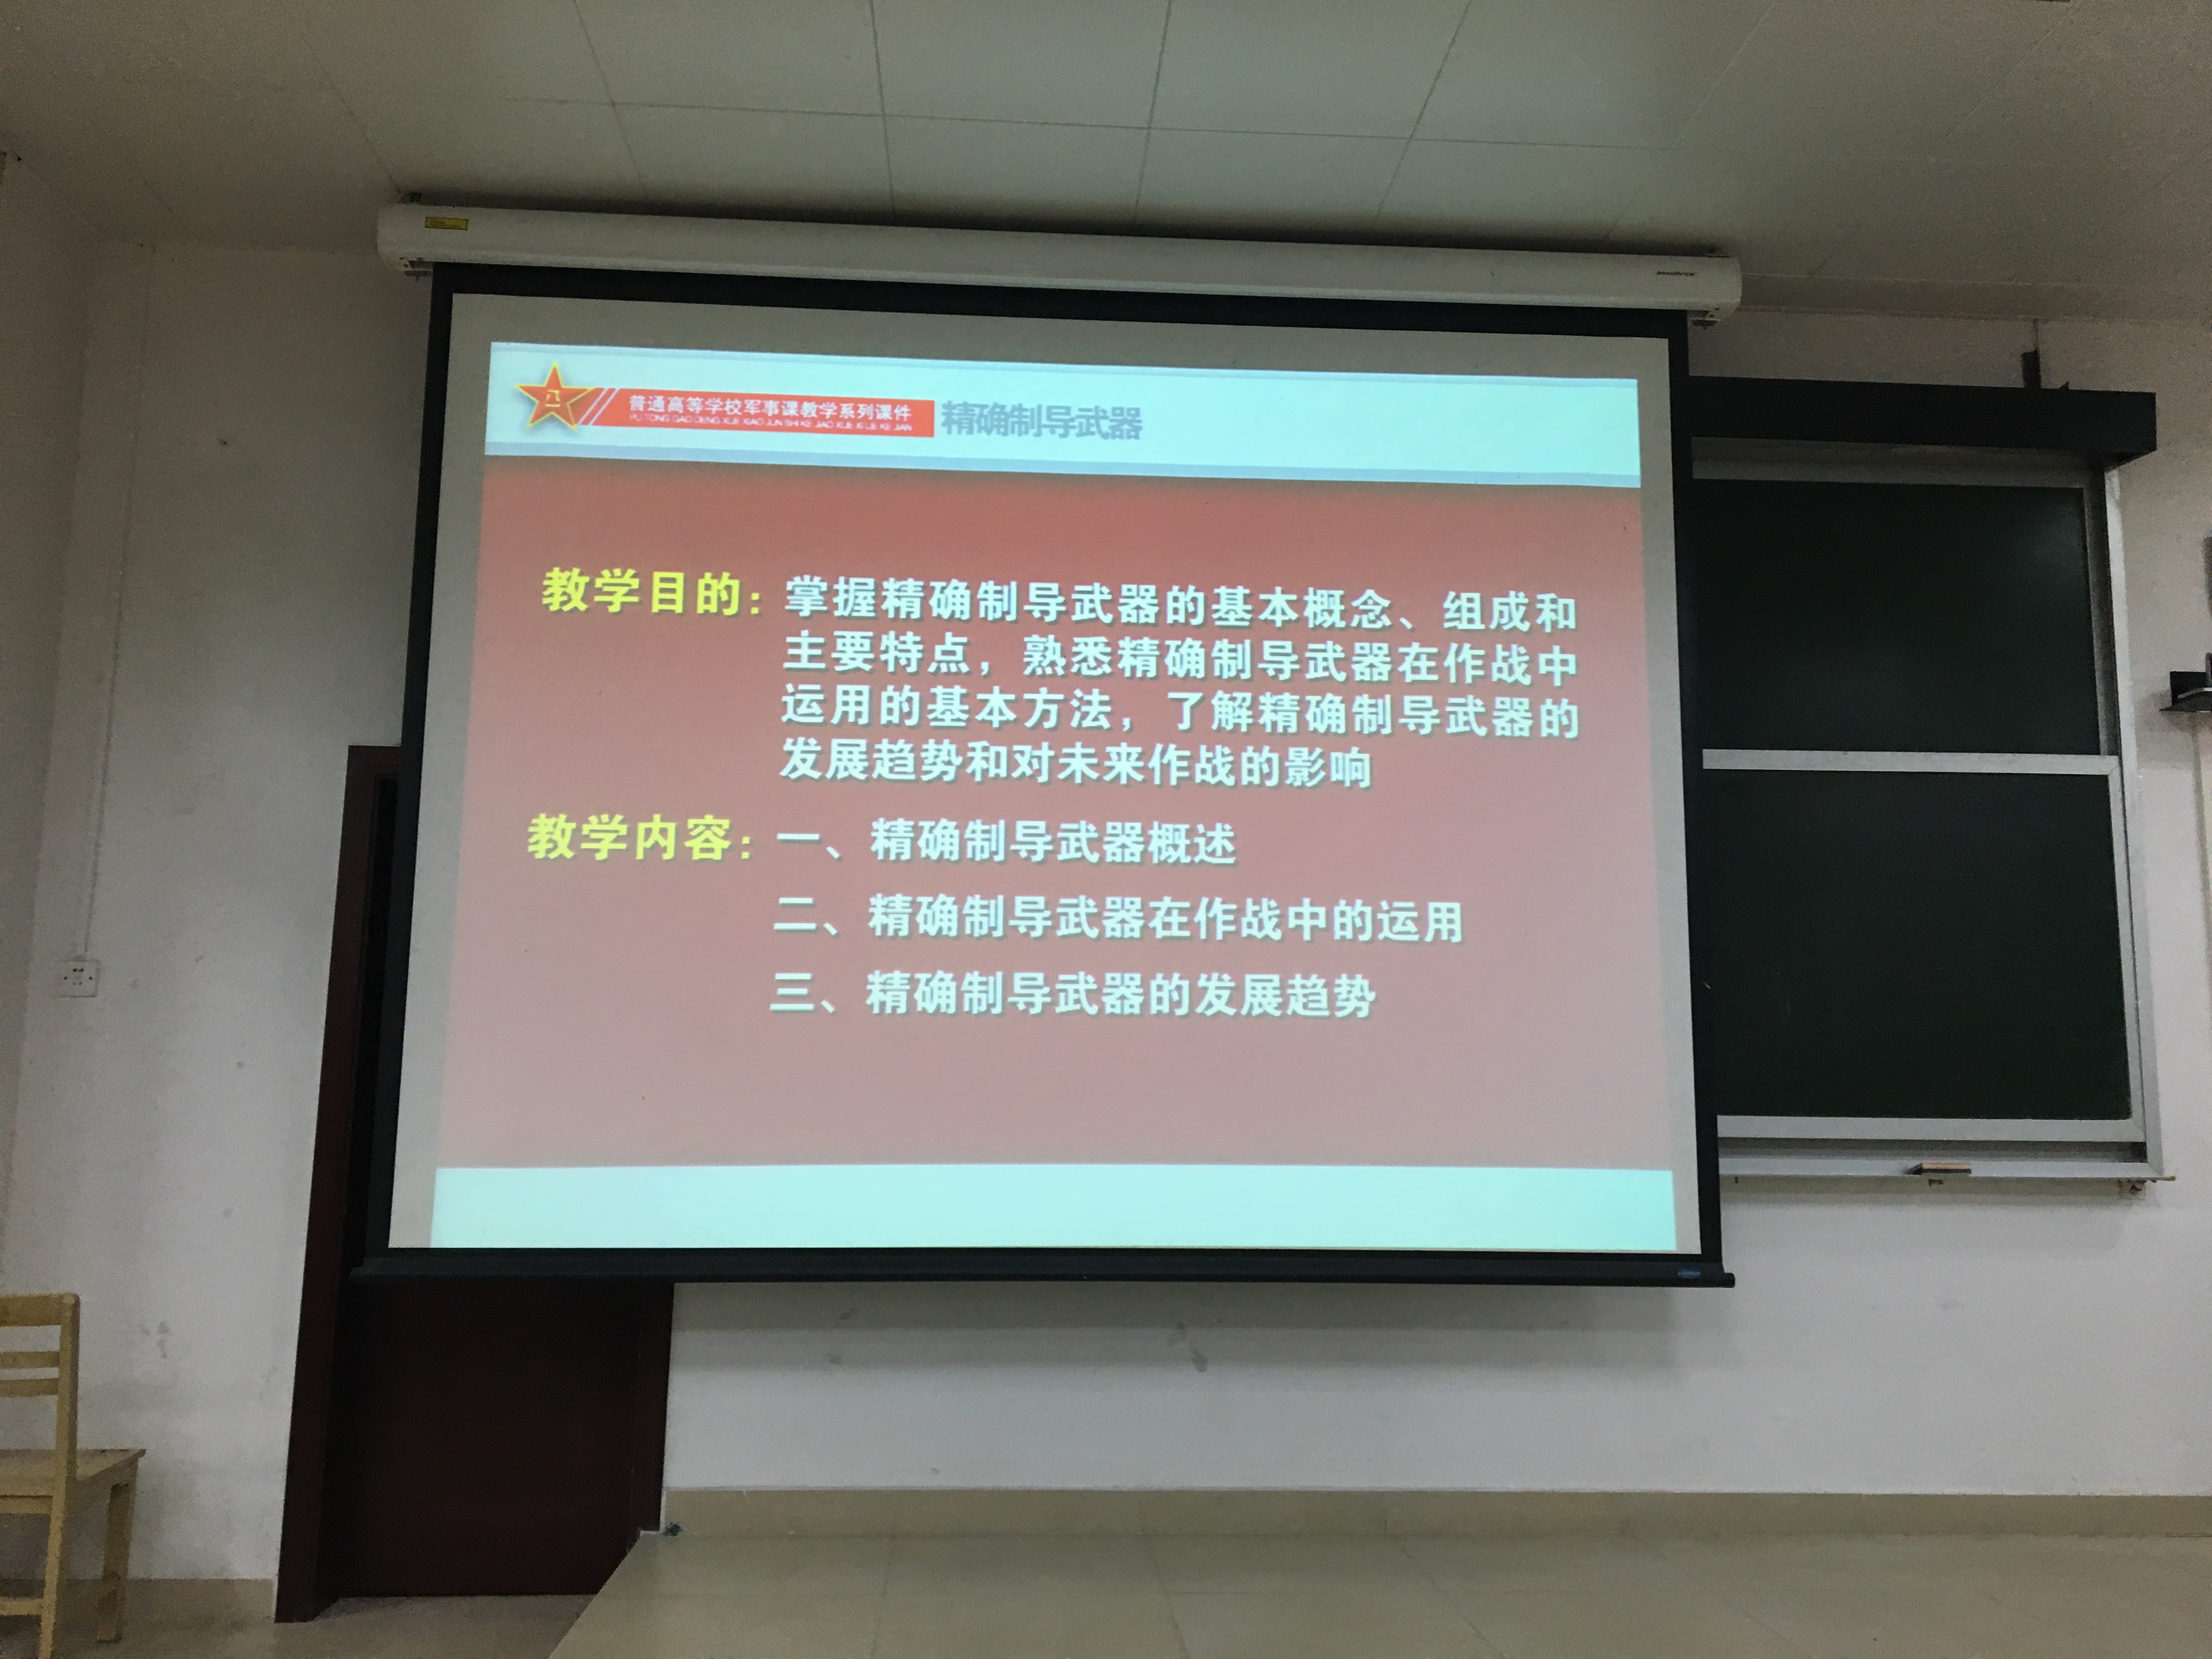 普通高等学校军事课教学系列课件
PU TONG GAO DENG XUE XIAO JUN SHI KE JIAO XUE XI LIE KE JIAN
精确制导武器
教学目的：掌握精确制导武器的基本概念、组成和
主要特点，熟悉精确制导武器在作战中
运用的基本方法，了解精确制导武器的
发展趋势和对未来作战的影响
教学内容：一、精确制导武器概述
二、精确制导武器在作战中的运用
三、精确制导武器的发展趋势